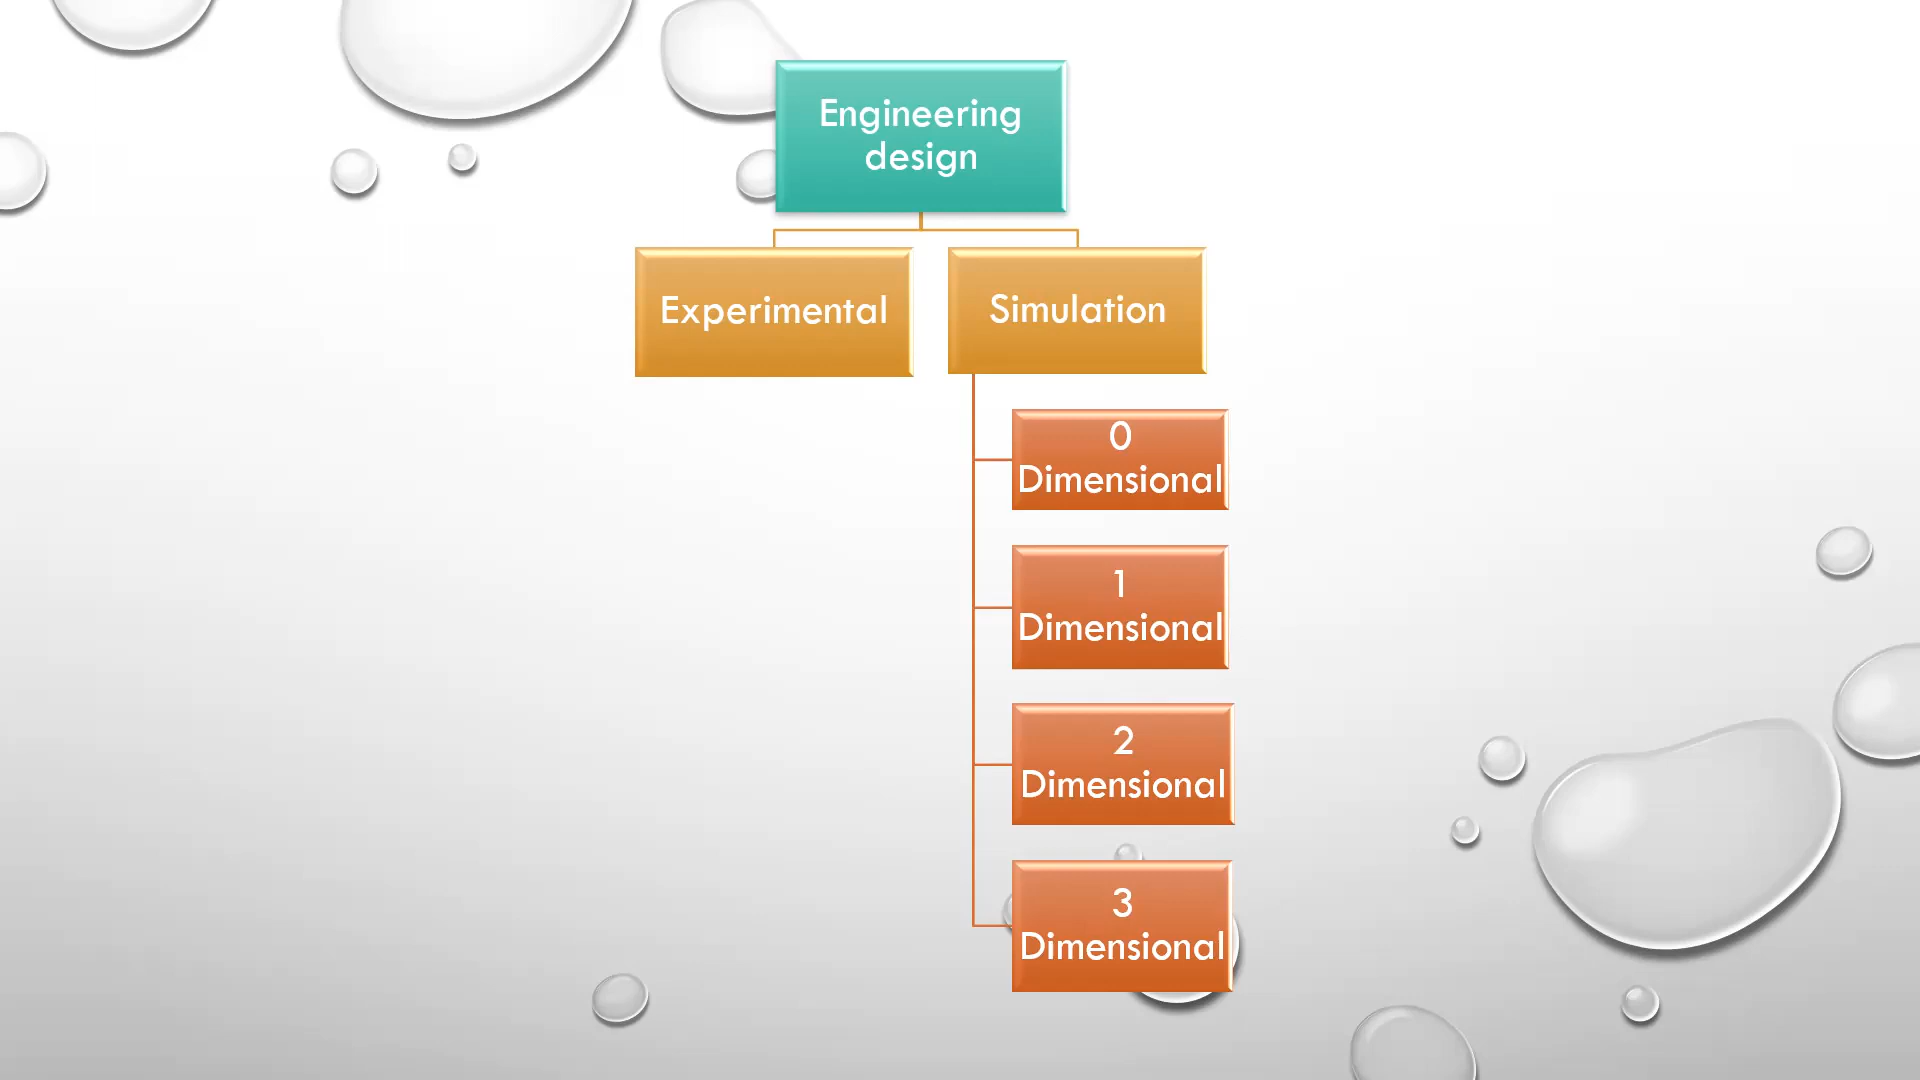 Engineering
design
Experimental
Simulation
0
Dimensional
1
Dimensional
2
Dimensional
3
Dimensional